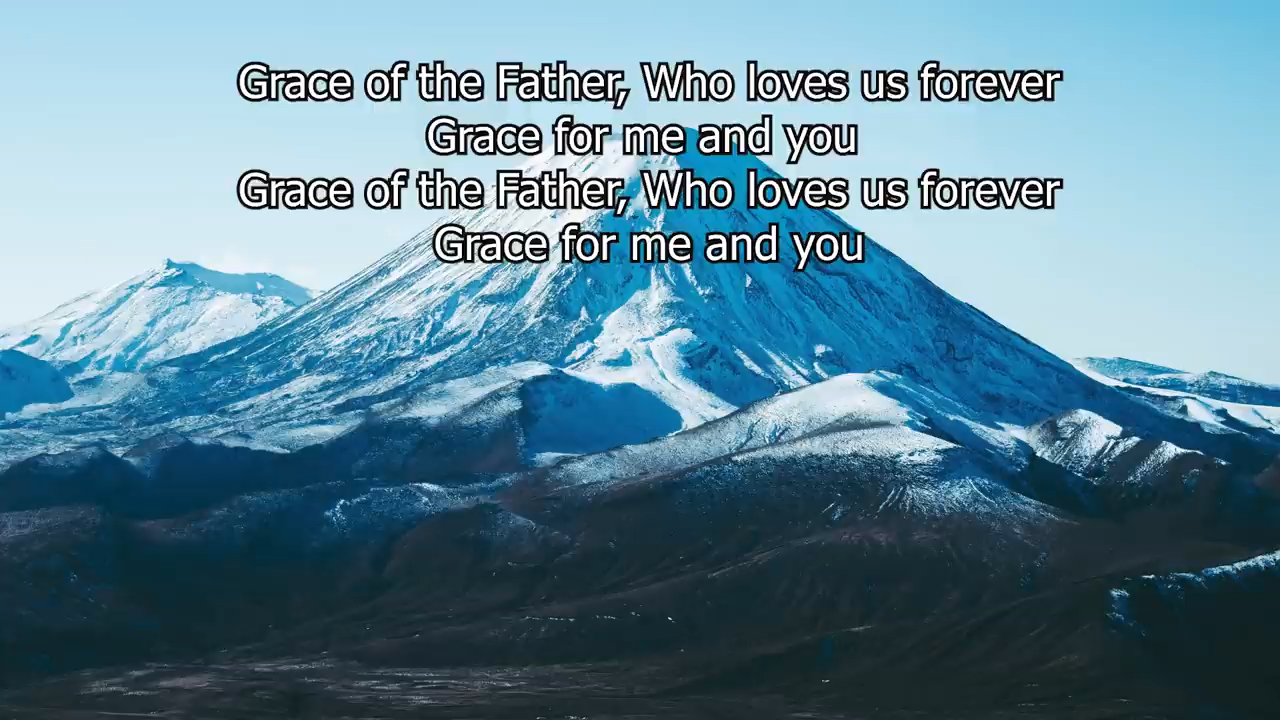 Grace of the Father, Who loves us forever
Grace for me and you
Grace of the Father, Who loves us forever
Grace for me and you